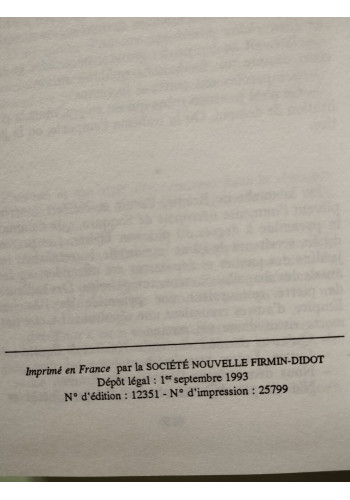 Imprimé en France par la SOCIÉTÉ NOUVELLE FIRMIN-DIDOT
Dépôt légal : 1er septembre 1993
N° d'édition : 12351 - N° d'impression : 25799